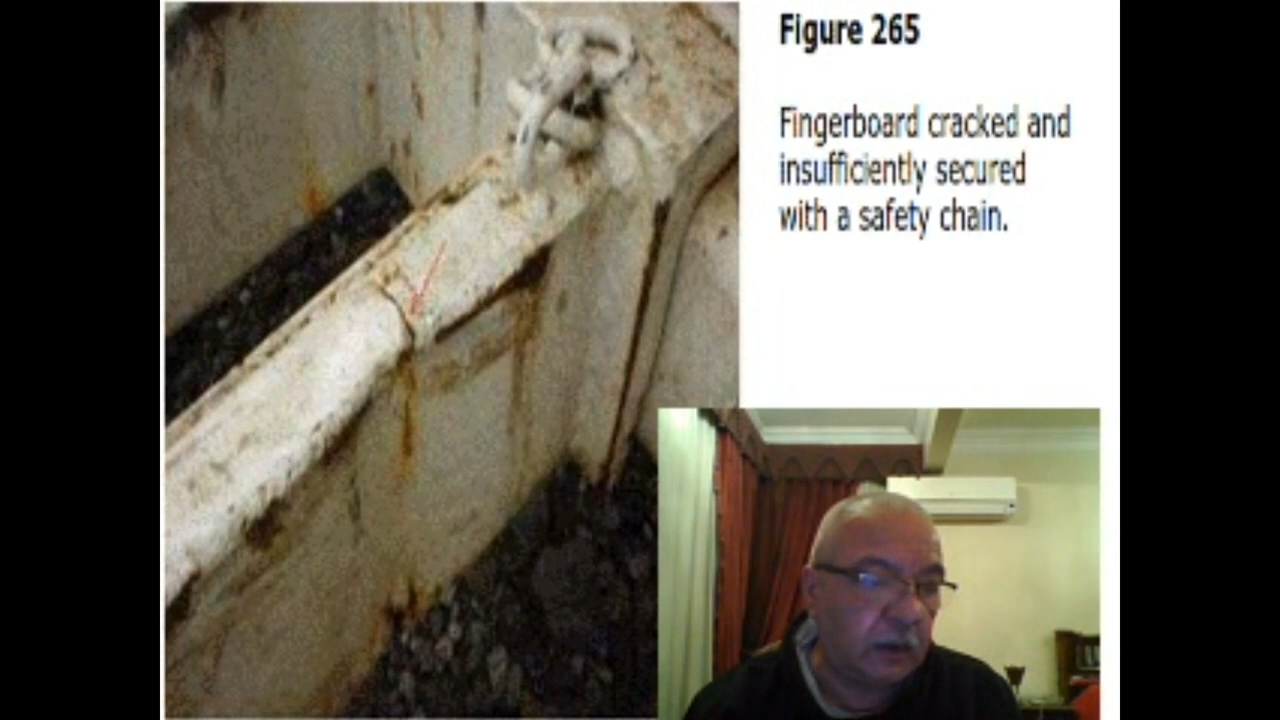 Figure 265
Fingerboard cracked and
insufficiently secured
with a safety chain.